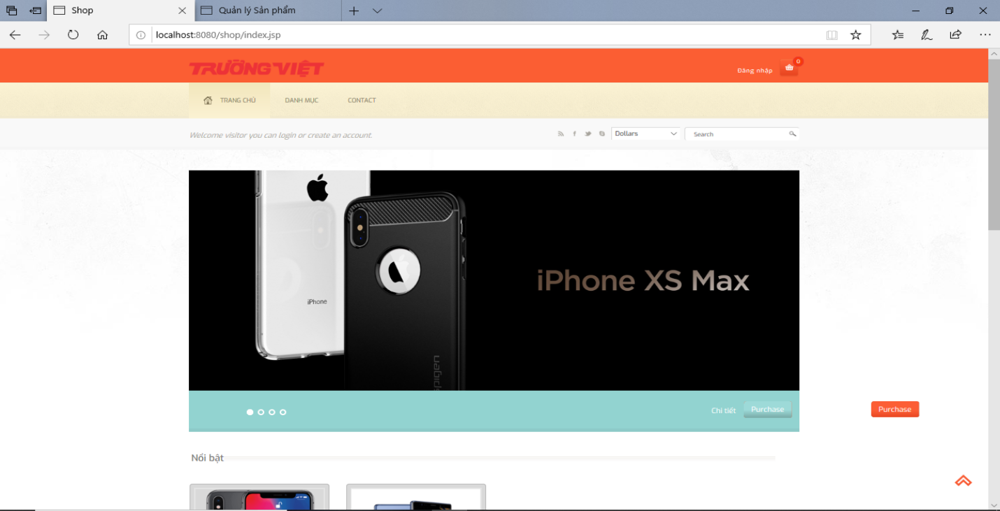 Shop
Quản lý Sản phẩm
localhost:8080/shop/index.jsp
TRƯỜNG VIỆT
Đăng nhập
0
TRANG CHỦ
DANH MỤC
CONTACT
Welcome visitor you can login or create an account.
Dollars
Search
iPhone XS Max
iPhone
spigen
Chi tiết
Purchase
Purchase
Nổi bật